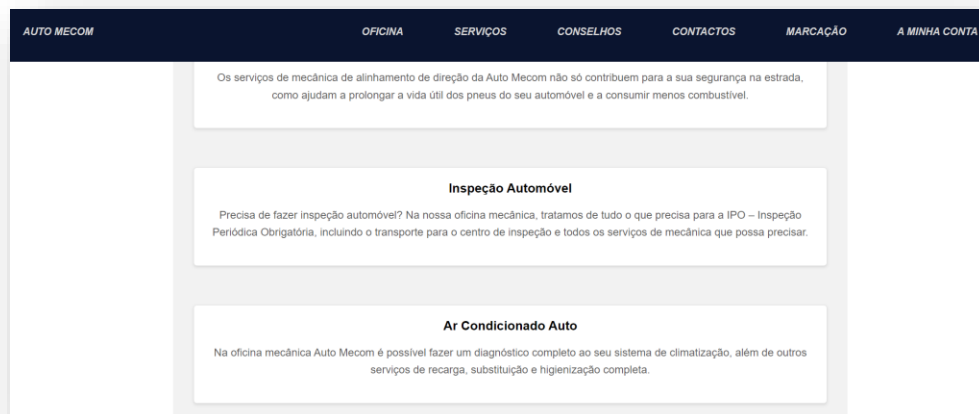 AUTO MECOM OFICINA SERVIÇOS CONSELHOS CONTACTOS MARCAÇÃO A MINHA CONTA
Os serviços de mecânica de alinhamento de direção da Auto Mecom não só contribuem para a sua segurança na estrada,
como ajudam a prolongar a vida útil dos pneus do seu automóvel e a consumir menos combustível.
Inspeção Automóvel
Precisa de fazer inspeção automóvel? Na nossa oficina mecânica, tratamos de tudo o que precisa para a IPO – Inspeção
Periódica Obrigatória, incluindo o transporte para o centro de inspeção e todos os serviços de mecânica que possa precisar.
Ar Condicionado Auto
Na oficina mecânica Auto Mecom é possível fazer um diagnóstico completo ao seu sistema de climatização, além de outros
serviços de recarga, substituição e higienização completa.